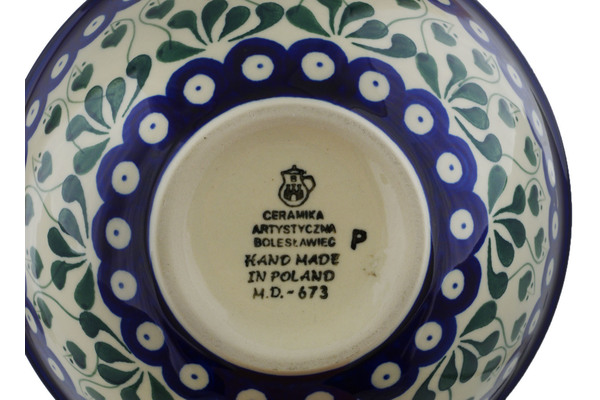 CERAMIKA
ARTYSTYCZNA
BOLESŁAWIEC
HAND MADE
IN POLAND
M.D.-673
P